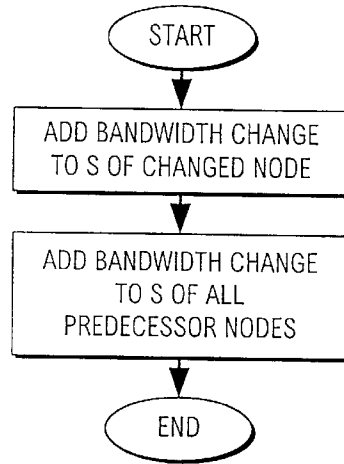 START
ADD BANDWIDTH CHANGE
TO S OF CHANGED NODE
ADD BANDWIDTH CHANGE
TO S OF ALL
PREDECESSOR NODES
END